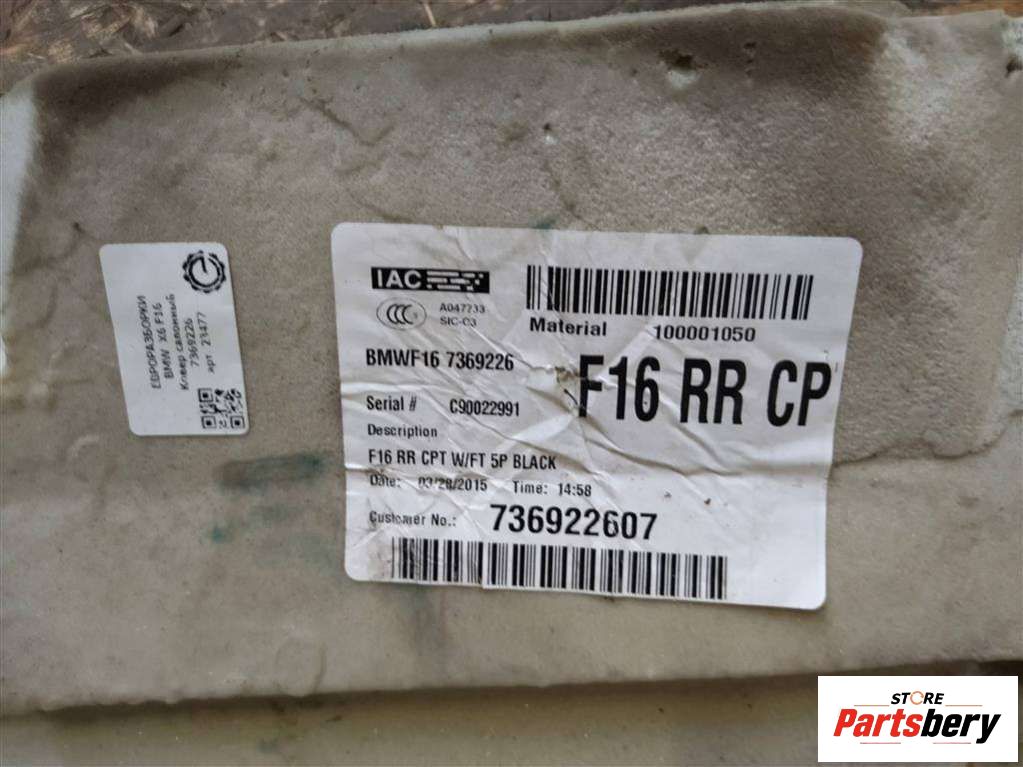 ЕВРОРАЗБОРКИ
BMW X6 F16
Ковер салонный
7369226
арт. 23477
IAC
CCC
A047733
SIC-03
Material 100001050
BMWF16 7369226
F16 RR CP
Serial # C90022991
Description
F16 RR CPT W/FT 5P BLACK
Date: 03/28/2015 Time: 14:58
Customer No.: 736922607
STORE
Partsbery